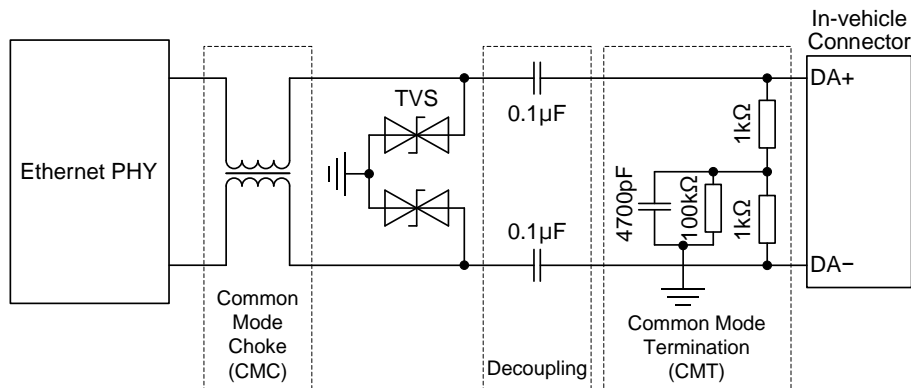 In-vehicle
Connector
DA+
TVS
0.1μF
1kΩ
Ethernet PHY
4700pF
100kΩ
1kΩ
0.1μF
DA−
Common
Mode
Choke
(CMC)
Decoupling
Common Mode
Termination
(CMT)